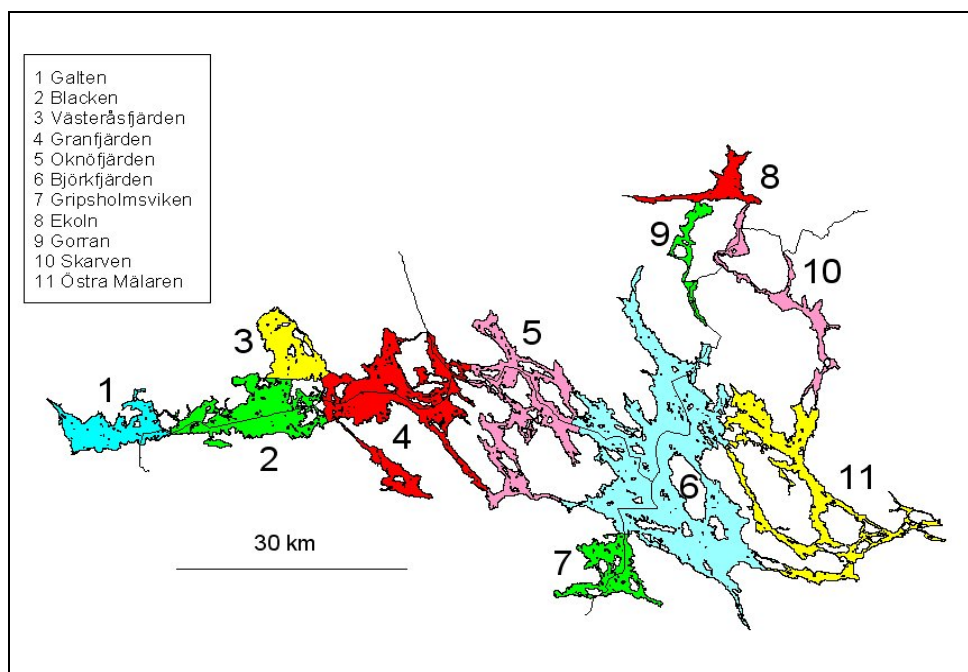 1 Galten
2 Blacken
3 Västeråsfjärden
4 Granfjärden
5 Oknöfjärden
6 Björkfjärden
7 Gripsholmsviken
8 Ekoln
9 Gorran
10 Skarven
11 Östra Mälaren
8
9
10
5
3
1
4
2
6
11
30 km
7